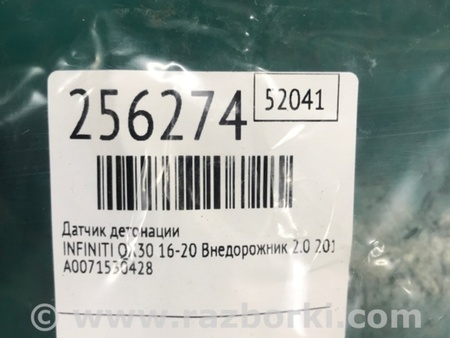 256274
52041
Датчик детонации
INFINITI QX30 16-20 Внедорожник 2.0 201
A0071530428
© www.razborki.com